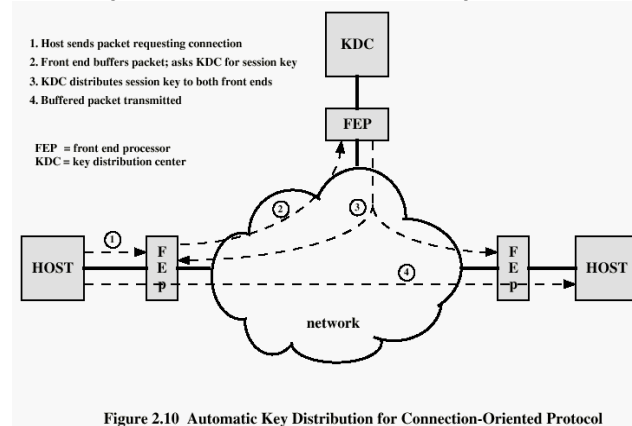 1. Host sends packet requesting connection
2. Front end buffers packet; asks KDC for session key
3. KDC distributes session key to both front ends
4. Buffered packet transmitted
FEP = front end processor
KDC = key distribution center
KDC
FEP
2
3
1
HOST
F
E
p
4
F
E
p
HOST
network
Figure 2.10 Automatic Key Distribution for Connection-Oriented Protocol